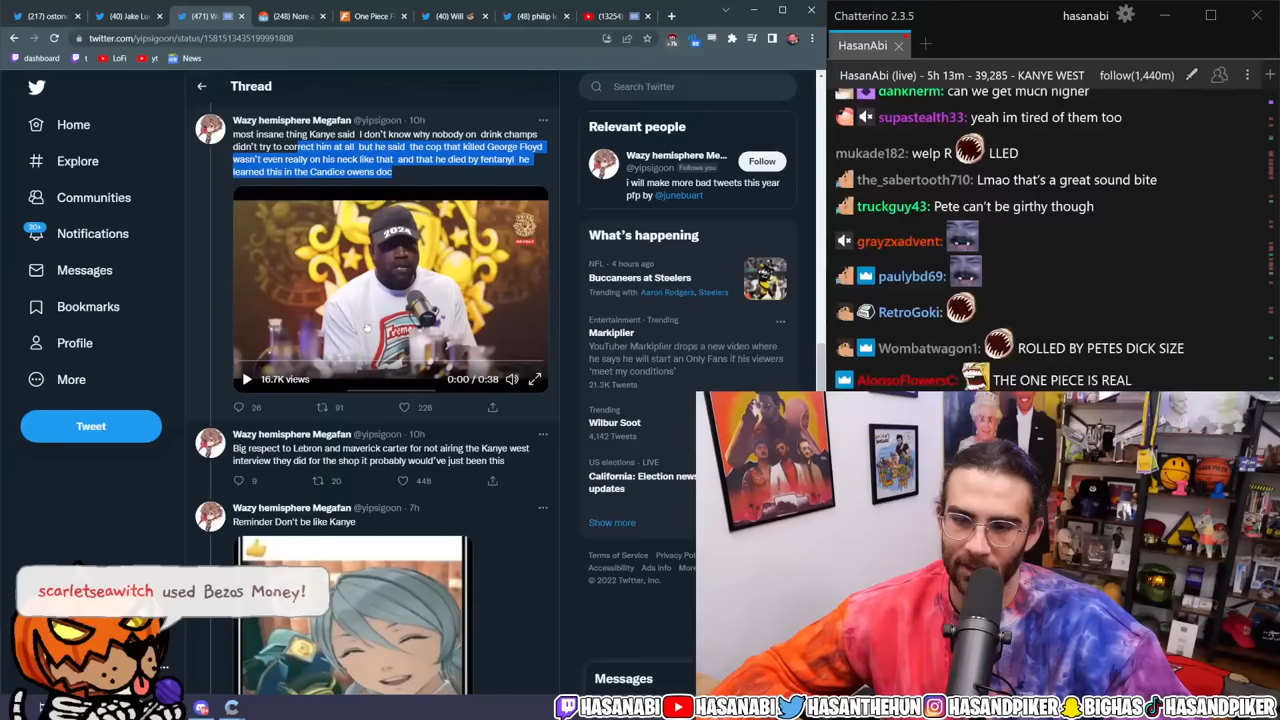 (217) oston
(40) Jake Lu
(471) W
(248) Nore a
One Piece F
(40) Will
(48) philip l
(13254)
twitter.com/yipsigoon/status/1581513435199991808
dashboard
t
LoFi
yt
News
Thread
Search Twitter
Home
Explore
Communities
20+
Notifications
Messages
Bookmarks
Profile
More
Tweet
Wazy hemisphere Megafan @yipsigoon · 10h
most insane thing Kanye said I don't know why nobody on drink champs
didn't try to correct him at all but he said the cop that killed George Floyd
wasn't even really on his neck like that and that he died by fentanyl he
learned this in the Candice owens doc
2024
REVOLT
16.7K views
0:00 / 0:38
26
91
226
Wazy hemisphere Megafan @yipsigoon · 10h
Big respect to Lebron and maverick carter for not airing the Kanye west
interview they did for the shop it probably would've just been this
9
20
448
Wazy hemisphere Megafan @yipsigoon · 7h
Reminder Don't be like Kanye
Relevant people
Wazy hemisphere Me...
@yipsigoon Follows you
Follow
i will make more bad tweets this year
pfp by @junebuart
What's happening
NFL · 4 hours ago
Buccaneers at Steelers
Trending with Aaron Rodgers, Steelers
Entertainment · Trending
Markiplier
YouTuber Markiplier drops a new video where
he says he will start an Only Fans if his viewers
'meet my conditions'
21.2K Tweets
Trending
Wilbur Soot
4,142 Tweets
US elections · LIVE
California: Election news
updates
Show more
Terms of Service Privacy Pol
Accessibility Ads info More
© 2022 Twitter, Inc.
Messages
Chatterino 2.3.5
hasanabi
HasanAbi
HasanAbi (live) - 5h 13m - 39,285 - KANYE WEST
follow(1,440m)
dankherm: can we get much higher
supastealth33: yeah im tired of them too
mukade182: welp R LLED
the_sabertooth710: Lmao that's a great sound bite
truckguy43: Pete can't be girthy though
grayzxadvent:
paulybd69:
RetroGoki:
Wombatwagon1: ROLLED BY PETES DICK SIZE
AlonsoFlowersC: THE ONE PIECE IS REAL
scarletseawitch used Bezos Money!
HASANABI
HASANABI
HASANTHEHUN
HASANDPIKER
BIGHAS
HASANDPIKER